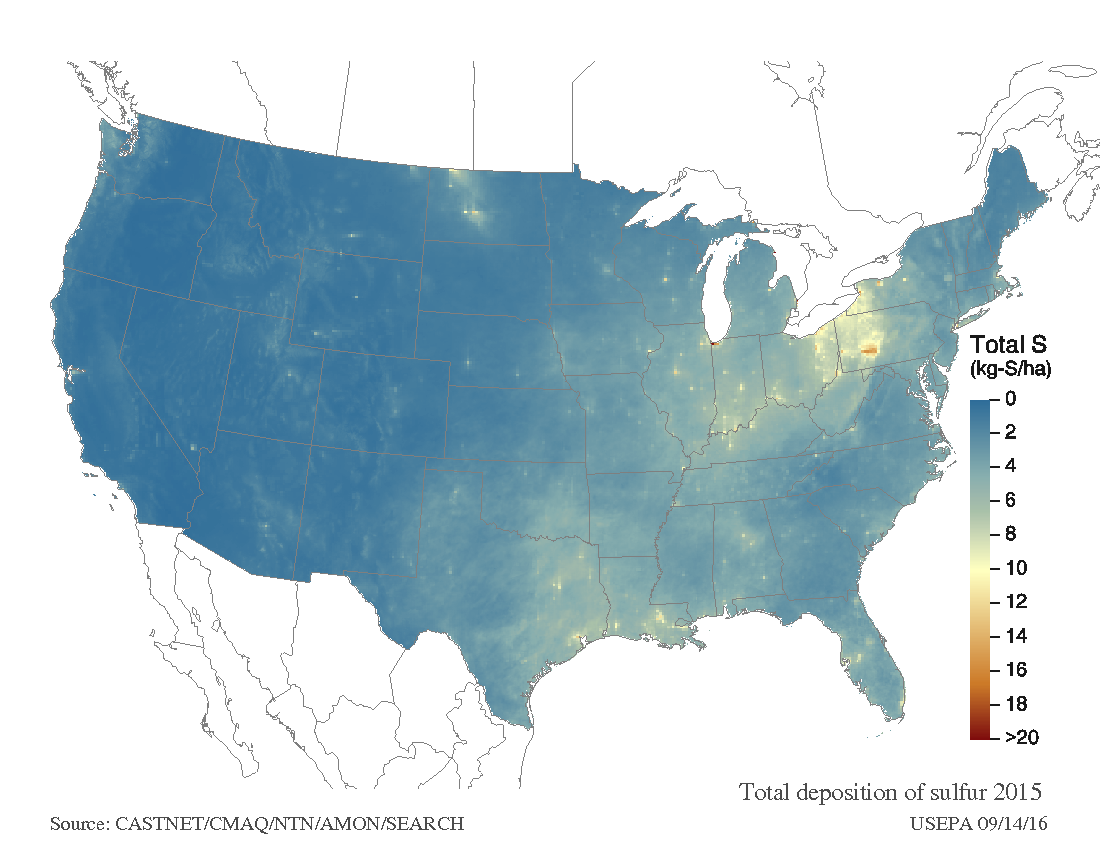 Total S
(kg-S/ha)
0
2
4
6
8
10
12
14
16
18
>20
Total deposition of sulfur 2015
Source: CASTNET/CMAQ/NTN/AMON/SEARCH
USEPA 09/14/16